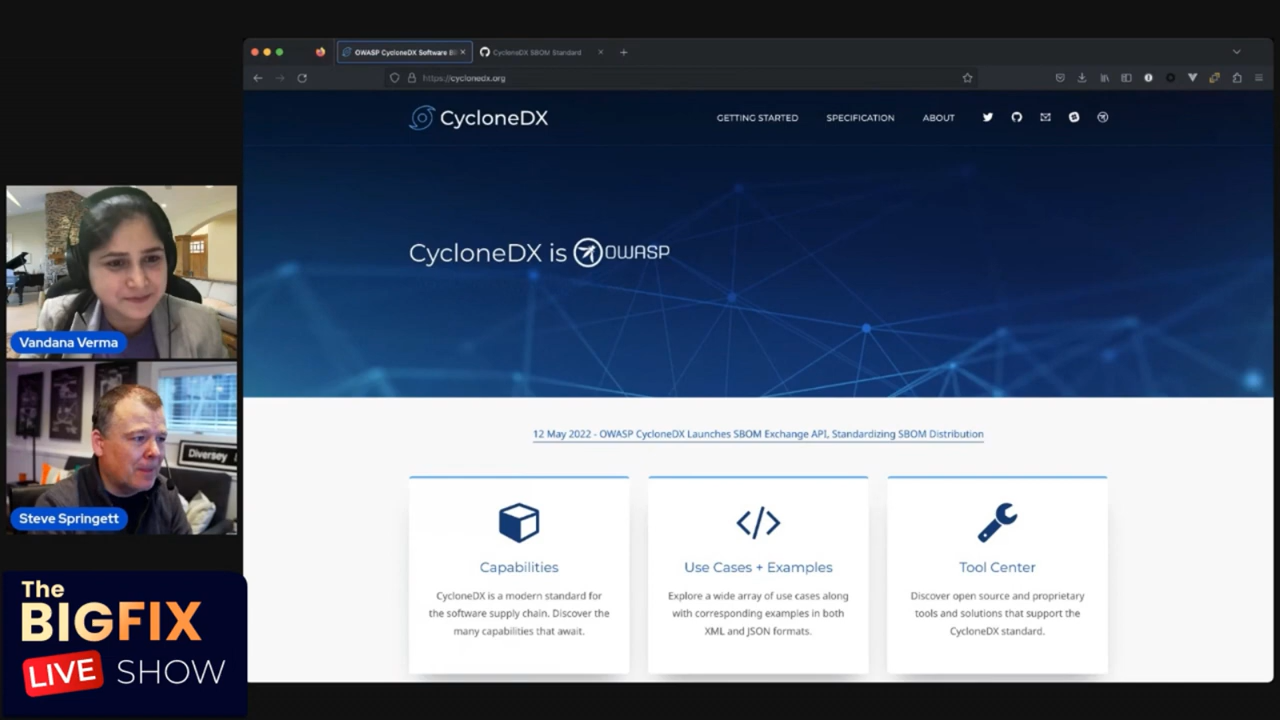 OWASP CycloneDX Software Bil
CycloneDX SBOM Standard
https://cyclonedx.org
CycloneDX
GETTING STARTED
SPECIFICATION
ABOUT
CycloneDX is OWASP
Vandana Verma
Diversey
Steve Springett
12 May 2022 - OWASP CycloneDX Launches SBOM Exchange API, Standardizing SBOM Distribution
Capabilities
CycloneDX is a modern standard for
the software supply chain. Discover the
many capabilities that await.
Use Cases + Examples
Explore a wide array of use cases along
with corresponding examples in both
XML and JSON formats.
Tool Center
Discover open source and proprietary
tools and solutions that support the
CycloneDX standard.
The
BIGFIX
LIVE SHOW